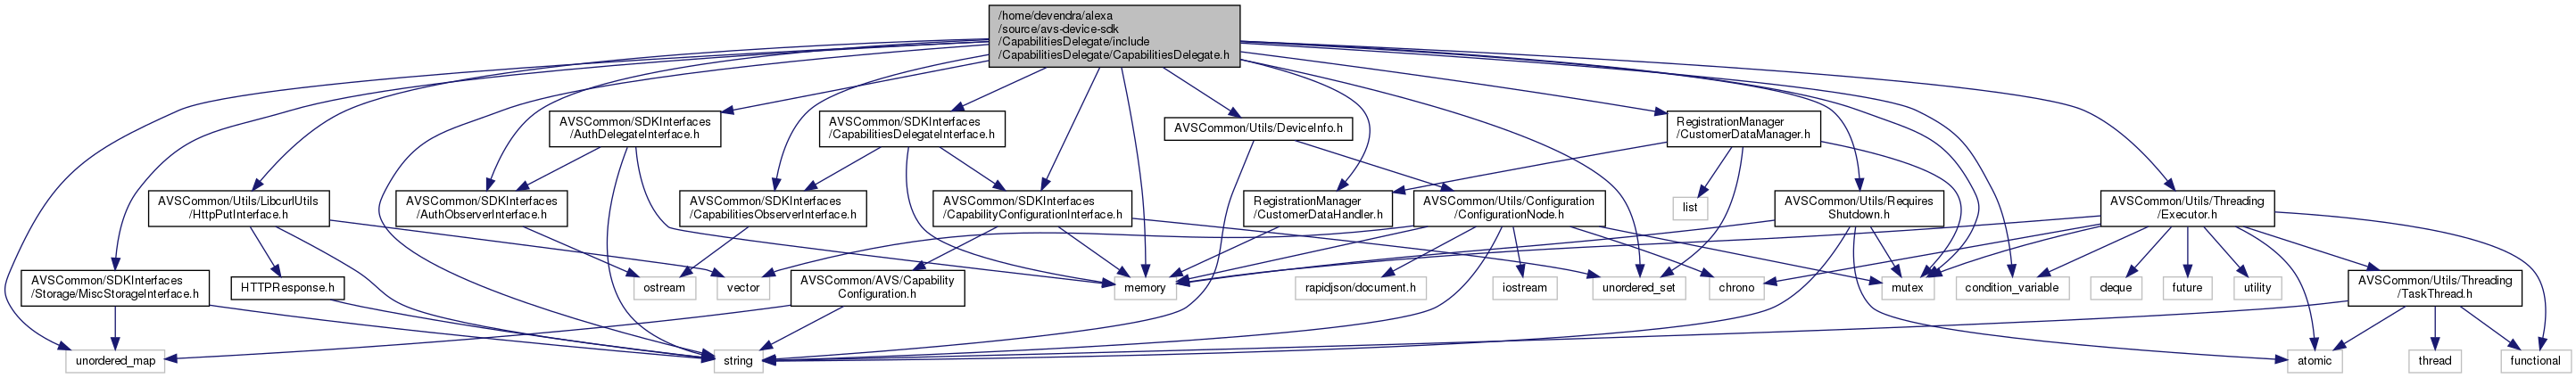 /home/devendra/alexa
/source/avs-device-sdk
/CapabilitiesDelegate/include
/CapabilitiesDelegate/CapabilitiesDelegate.h
AVSCommon/SDKInterfaces
/AuthDelegateInterface.h
AVSCommon/SDKInterfaces
/CapabilitiesDelegateInterface.h
AVSCommon/Utils/DeviceInfo.h
RegistrationManager
/CustomerDataManager.h
AVSCommon/Utils/LibcurlUtils
/HttpPutInterface.h
AVSCommon/SDKInterfaces
/AuthObserverInterface.h
AVSCommon/SDKInterfaces
/CapabilitiesObserverInterface.h
AVSCommon/SDKInterfaces
/CapabilityConfigurationInterface.h
RegistrationManager
/CustomerDataHandler.h
AVSCommon/Utils/Configuration
/ConfigurationNode.h
list
AVSCommon/Utils/Requires
Shutdown.h
AVSCommon/Utils/Threading
/Executor.h
AVSCommon/SDKInterfaces
/Storage/MiscStorageInterface.h
HTTPResponse.h
ostream
vector
AVSCommon/AVS/Capability
Configuration.h
memory
rapidjson/document.h
iostream
unordered_set
chrono
mutex
condition_variable
deque
future
utility
AVSCommon/Utils/Threading
/TaskThread.h
unordered_map
string
atomic
thread
functional